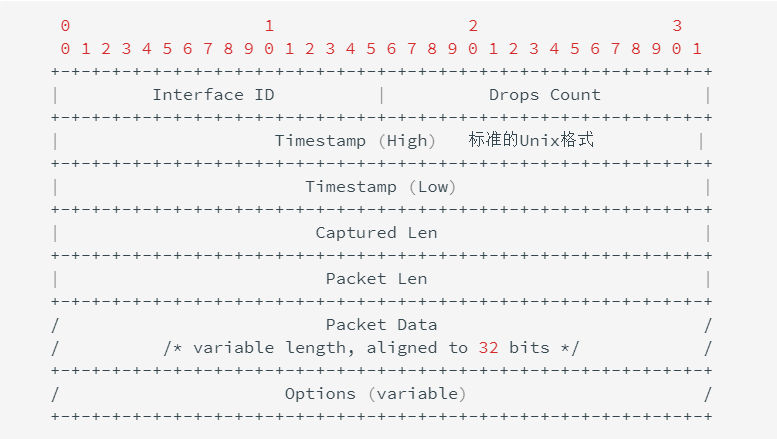 0                   1                   2                   3
0 1 2 3 4 5 6 7 8 9 0 1 2 3 4 5 6 7 8 9 0 1 2 3 4 5 6 7 8 9 0 1
+-+-+-+-+-+-+-+-+-+-+-+-+-+-+-+-+-+-+-+-+-+-+-+-+-+-+-+-+-+-+-+-+
|         Interface ID          |          Drops Count          |
+-+-+-+-+-+-+-+-+-+-+-+-+-+-+-+-+-+-+-+-+-+-+-+-+-+-+-+-+-+-+-+-+
|                     Timestamp (High)   标准的Unix格式          |
+-+-+-+-+-+-+-+-+-+-+-+-+-+-+-+-+-+-+-+-+-+-+-+-+-+-+-+-+-+-+-+-+
|                        Timestamp (Low)                        |
+-+-+-+-+-+-+-+-+-+-+-+-+-+-+-+-+-+-+-+-+-+-+-+-+-+-+-+-+-+-+-+-+
|                         Captured Len                          |
+-+-+-+-+-+-+-+-+-+-+-+-+-+-+-+-+-+-+-+-+-+-+-+-+-+-+-+-+-+-+-+-+
|                          Packet Len                           |
+-+-+-+-+-+-+-+-+-+-+-+-+-+-+-+-+-+-+-+-+-+-+-+-+-+-+-+-+-+-+-+-+
/                          Packet Data                          /
/          /* variable length, aligned to 32 bits */            /
+-+-+-+-+-+-+-+-+-+-+-+-+-+-+-+-+-+-+-+-+-+-+-+-+-+-+-+-+-+-+-+-+
/                      Options (variable)                       /
+-+-+-+-+-+-+-+-+-+-+-+-+-+-+-+-+-+-+-+-+-+-+-+-+-+-+-+-+-+-+-+-+